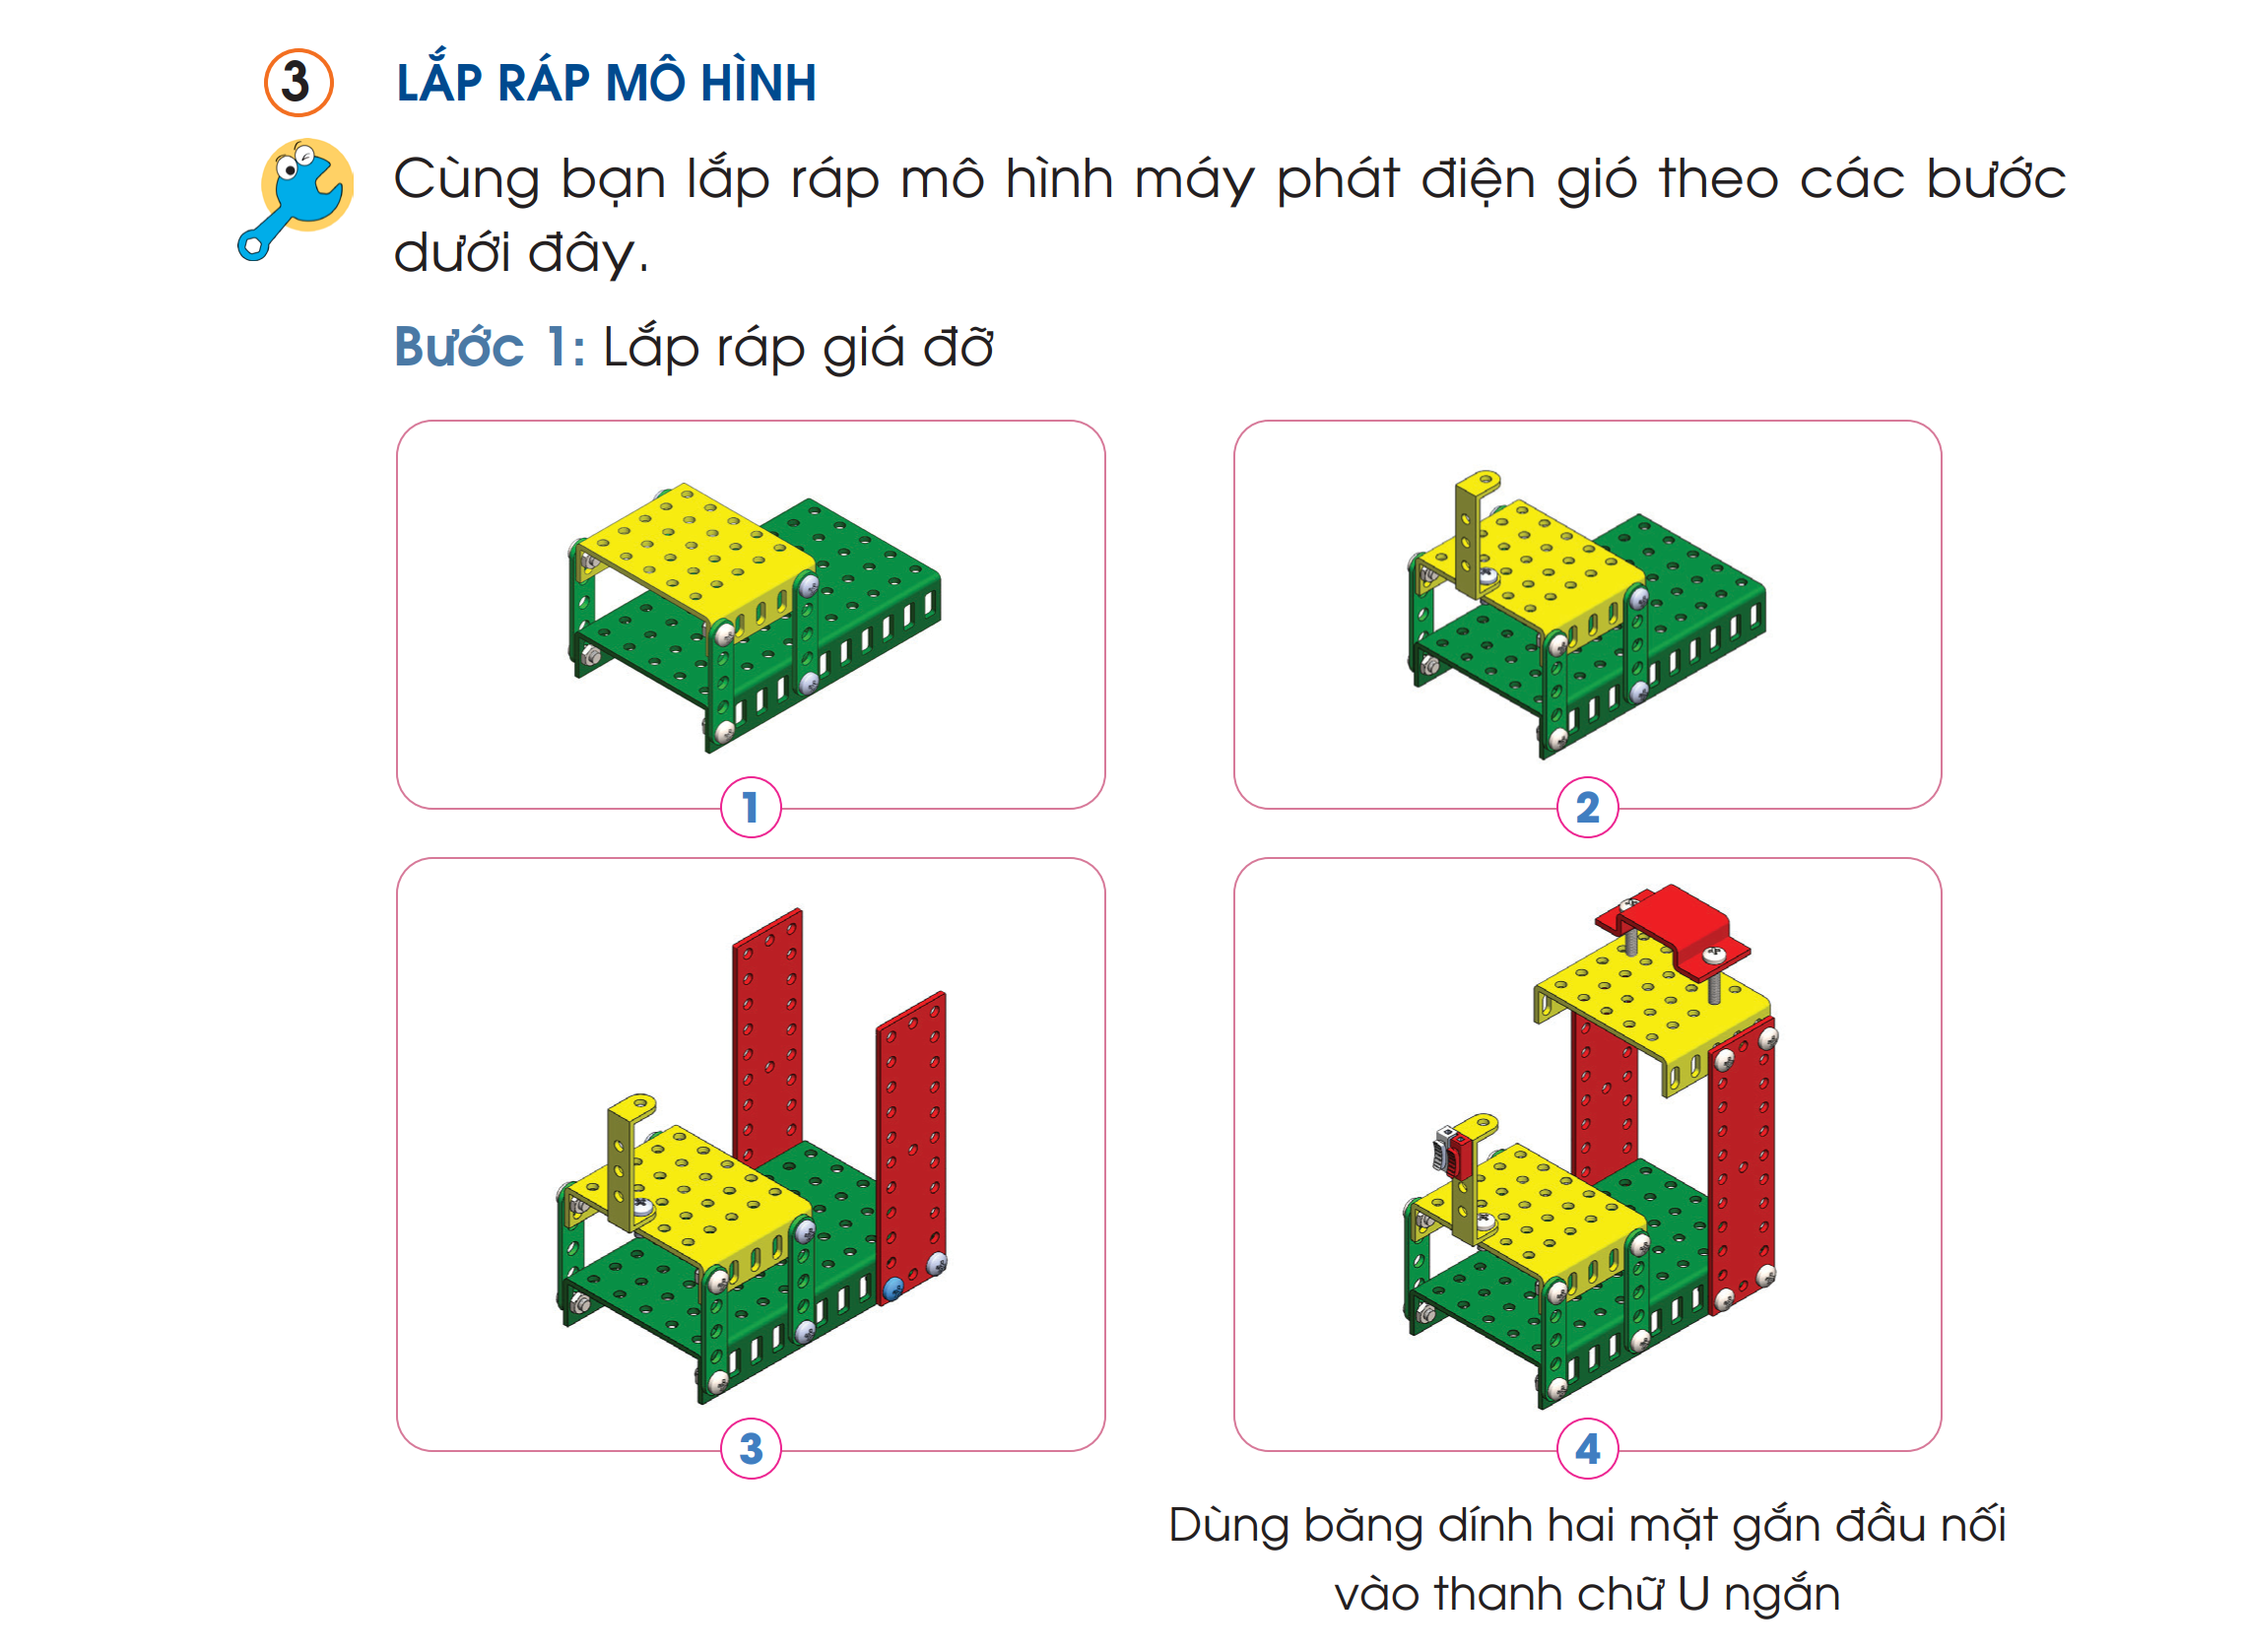 3 LẮP RÁP MÔ HÌNH
Cùng bạn lắp ráp mô hình máy phát điện gió theo các bước
dưới đây.
Bước 1: Lắp ráp giá đỡ
1
2
3
4
Dùng băng dính hai mặt gắn đầu nối
vào thanh chữ U ngắn